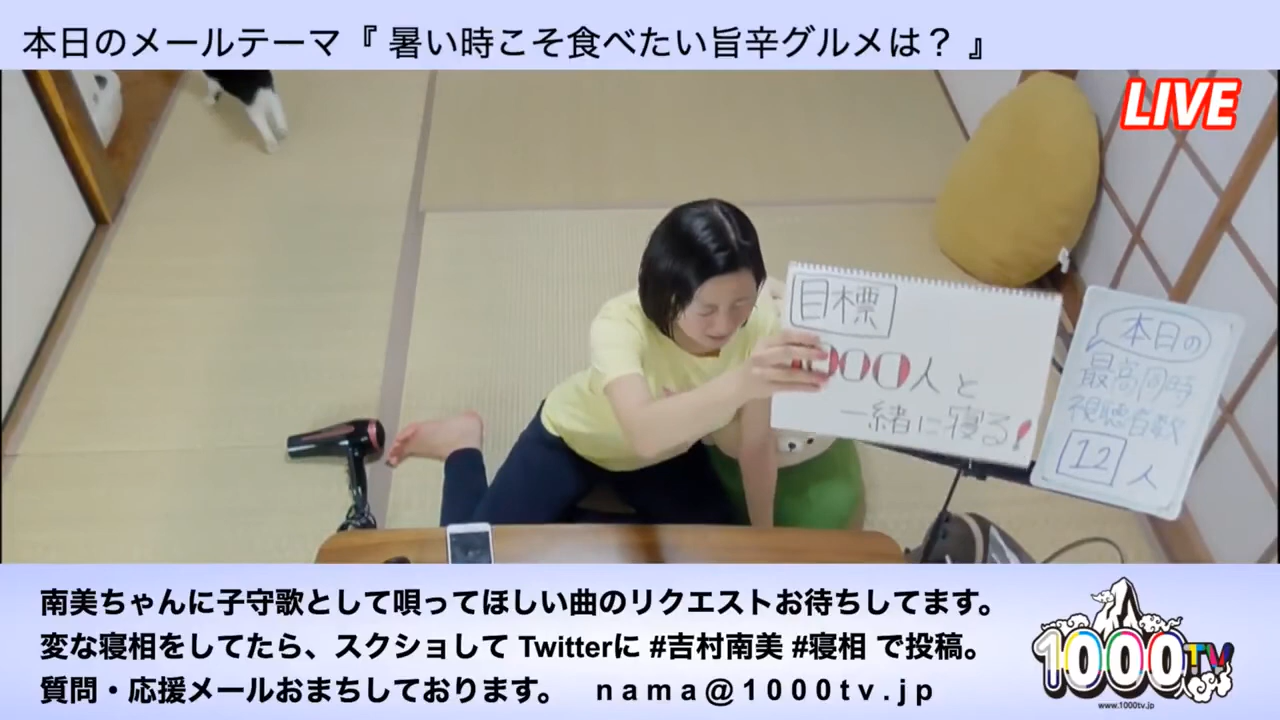 本日のメールテーマ『 暑い時こそ食べたい旨辛グルメは？ 』
LIVE
目標
1000人と
一緒に寝る!
本日の
最高同時
視聴者数
12人
南美ちゃんに子守歌として唄ってほしい曲のリクエストお待ちしてます。
変な寝相をしてたら、スクショして Twitterに #吉村南美 #寝相 で投稿。
質問・応援メールおまちしております。 nama@1000tv.jp
1000TV
www.1000tv.jp